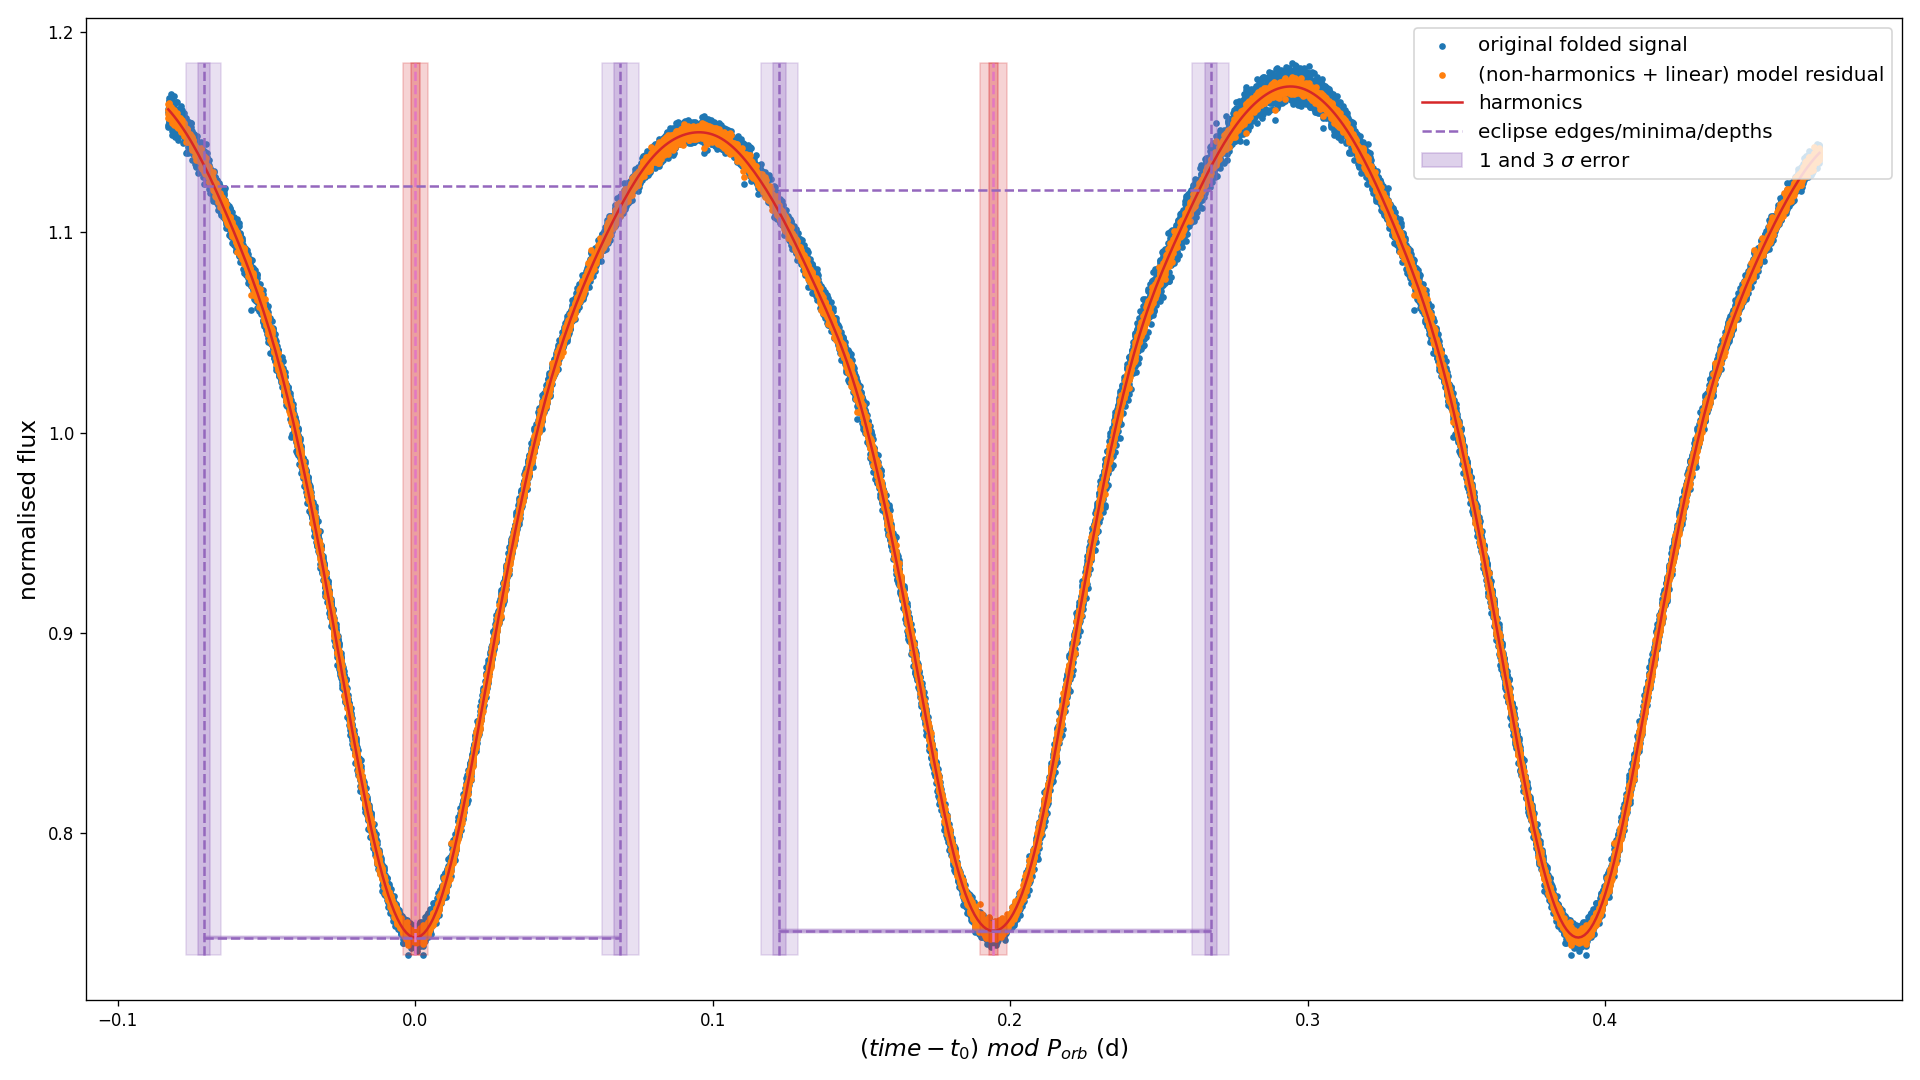 1.2
1.1
1.0
0.9
0.8
normalised flux
original folded signal
(non-harmonics + linear) model residual
harmonics
eclipse edges/minima/depths
1 and 3 σ error
−0.1 0.0 0.1 0.2 0.3 0.4
(time − t₀) mod Pₒᵣb (d)